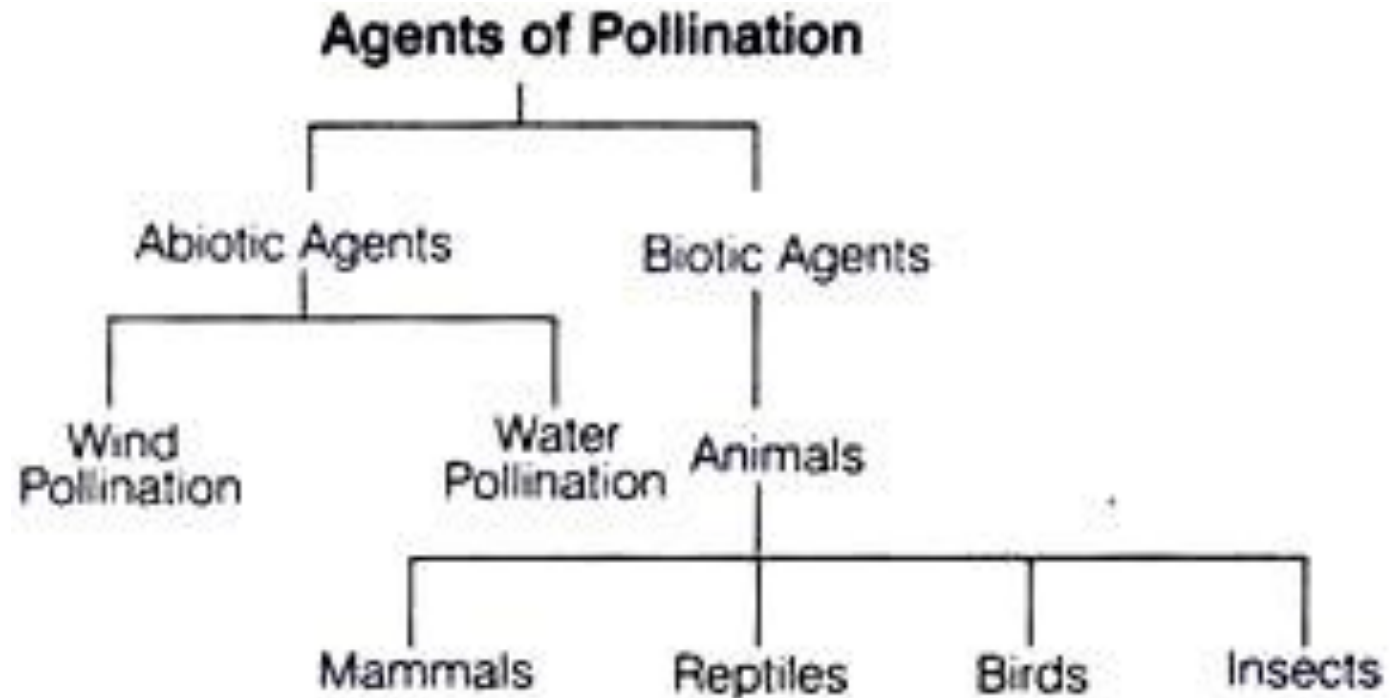 Agents of Pollination
Abiotic Agents
Biotic Agents
Wind
Pollination
Water
Pollination
Animals
Mammals
Reptiles
Birds
Insects